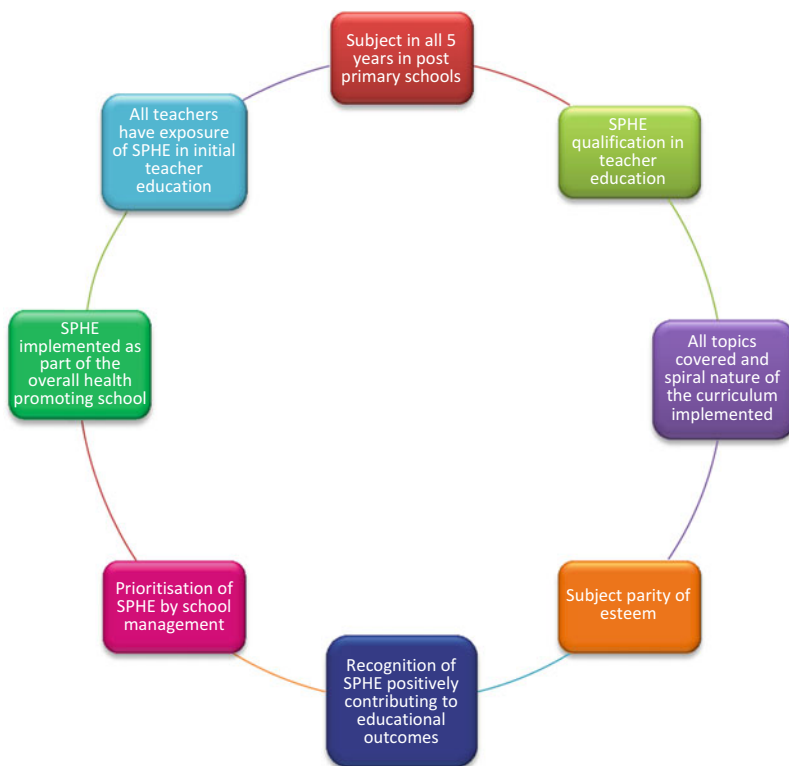 Subject in all 5
years in post
primary schools
SPHE
qualification in
teacher
education
All topics
covered and
spiral nature of
the curriculum
implemented
Subject parity of
esteem
Recognition of
SPHE positively
contributing to
educational
outcomes
Prioritisation of
SPHE by school
management
SPHE
implemented as
part of the
overall health
promoting school
All teachers
have exposure
of SPHE in initial
teacher
education